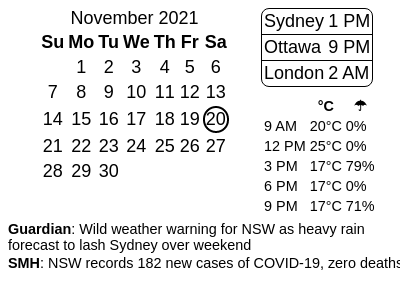 November 2021
Su Mo Tu We Th Fr Sa
1 2 3 4 5 6
7 8 9 10 11 12 13
14 15 16 17 18 19 20
21 22 23 24 25 26 27
28 29 30
Sydney 1 PM
Ottawa 9 PM
London 2 AM
°C ☂
9 AM 20°C 0%
12 PM 25°C 0%
3 PM 17°C 79%
6 PM 17°C 0%
9 PM 17°C 71%
Guardian: Wild weather warning for NSW as heavy rain
forecast to lash Sydney over weekend
SMH: NSW records 182 new cases of COVID-19, zero deaths